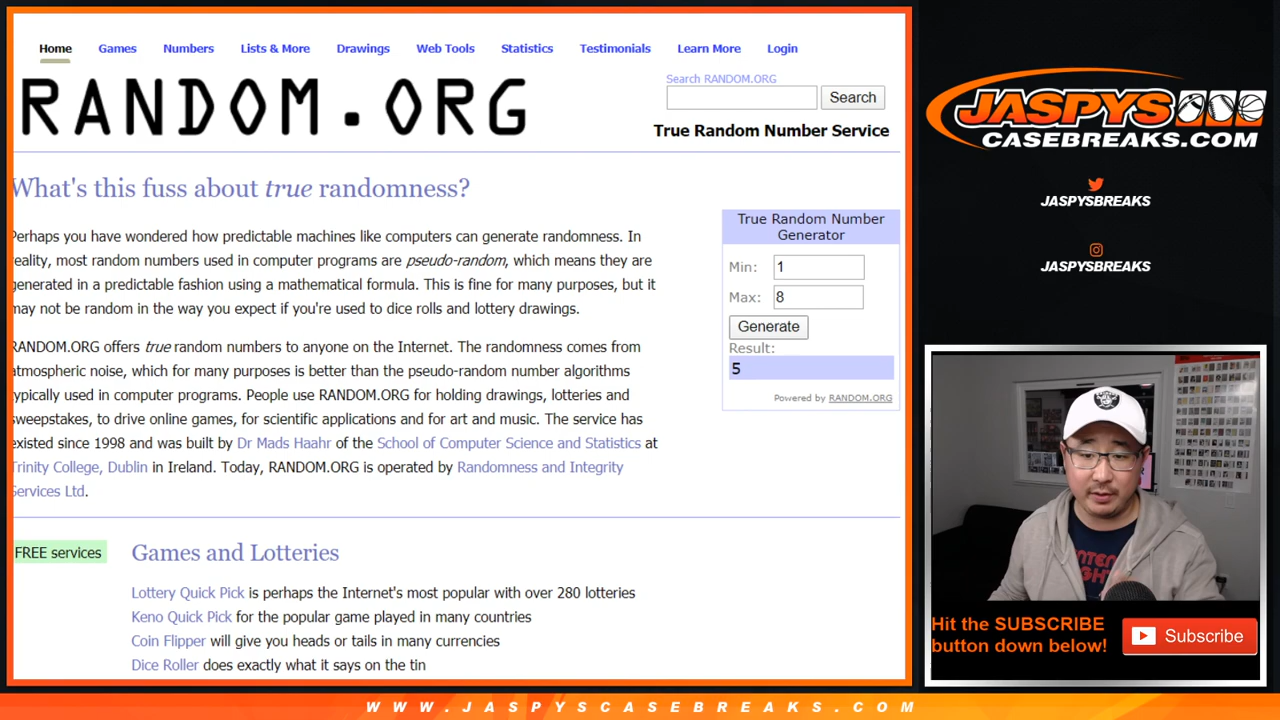 Home Games Numbers Lists & More Drawings Web Tools Statistics Testimonials Learn More Login
RANDOM.ORG
Search RANDOM.ORG
Search
True Random Number Service
What's this fuss about true randomness?
Perhaps you have wondered how predictable machines like computers can generate randomness. In
reality, most random numbers used in computer programs are pseudo-random, which means they are
generated in a predictable fashion using a mathematical formula. This is fine for many purposes, but it
may not be random in the way you expect if you're used to dice rolls and lottery drawings.
RANDOM.ORG offers true random numbers to anyone on the Internet. The randomness comes from
atmospheric noise, which for many purposes is better than the pseudo-random number algorithms
typically used in computer programs. People use RANDOM.ORG for holding drawings, lotteries and
sweepstakes, to drive online games, for scientific applications and for art and music. The service has
existed since 1998 and was built by Dr Mads Haahr of the School of Computer Science and Statistics at
Trinity College, Dublin in Ireland. Today, RANDOM.ORG is operated by Randomness and Integrity
Services Ltd.
True Random Number
Generator
Min: 1
Max: 8
Generate
Result:
5
Powered by RANDOM.ORG
FREE services
Games and Lotteries
Lottery Quick Pick is perhaps the Internet's most popular with over 280 lotteries
Keno Quick Pick for the popular game played in many countries
Coin Flipper will give you heads or tails in many currencies
Dice Roller does exactly what it says on the tin
JASPYS
CASEBREAKS.COM
JASPYSBREAKS
JASPYSBREAKS
Hit the SUBSCRIBE
button down below!
Subscribe
WWW.JASPYSCASEBREAKS.COM